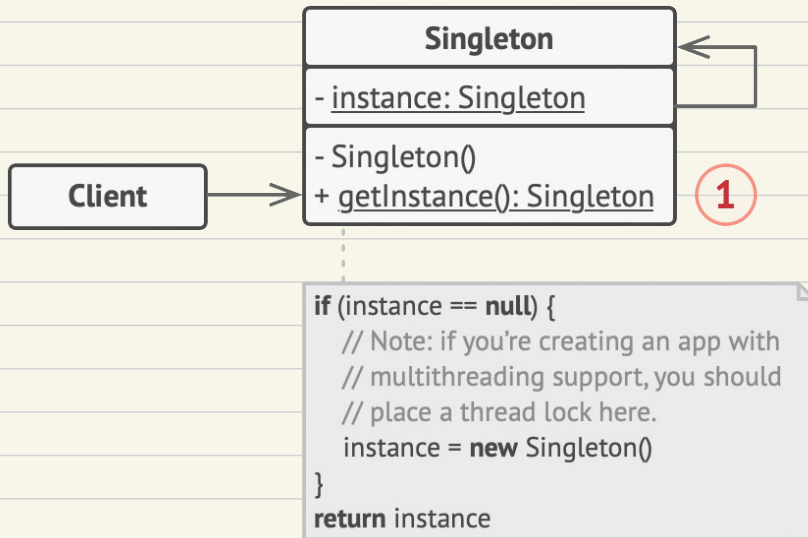 Singleton
- instance: Singleton
- Singleton()
+ getInstance(): Singleton
Client
1
if (instance == null) {
// Note: if you’re creating an app with
// multithreading support, you should
// place a thread lock here.
instance = new Singleton()
}
return instance